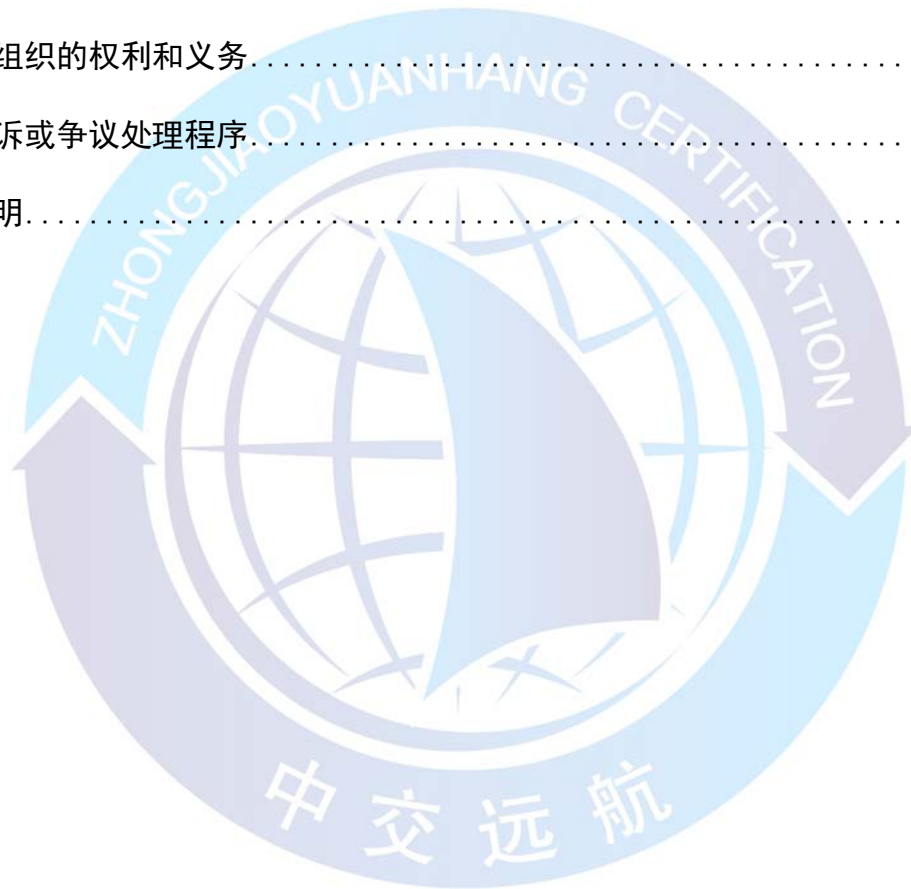 组织的权利和义务..........................................
诉或争议处理程序..........................................
明......................................................
ZHONGJIAOYUANHANG CERTIFICATION
中交远航